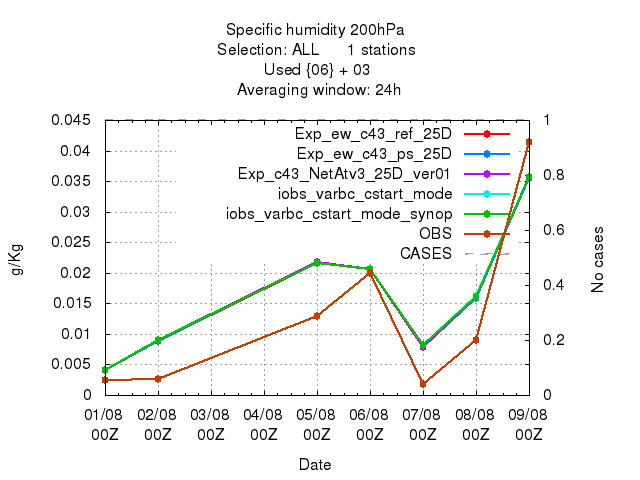 Specific humidity 200hPa
Selection: ALL 1 stations
Used {06} + 03
Averaging window: 24h
0.045
0.04
0.035
0.03
0.025
0.02
0.015
0.01
0.005
0
g/Kg
1
0.8
0.6
0.4
0.2
0
No cases
Exp_ew_c43_ref_25D
Exp_ew_c43_ps_25D
Exp_c43_NetAtv3_25D_ver01
iobs_varbc_cstart_mode
iobs_varbc_cstart_mode_synop
OBS
CASES
01/08 02/08 03/08 04/08 05/08 06/08 07/08 08/08 09/08
00Z 00Z 00Z 00Z 00Z 00Z 00Z 00Z 00Z
Date